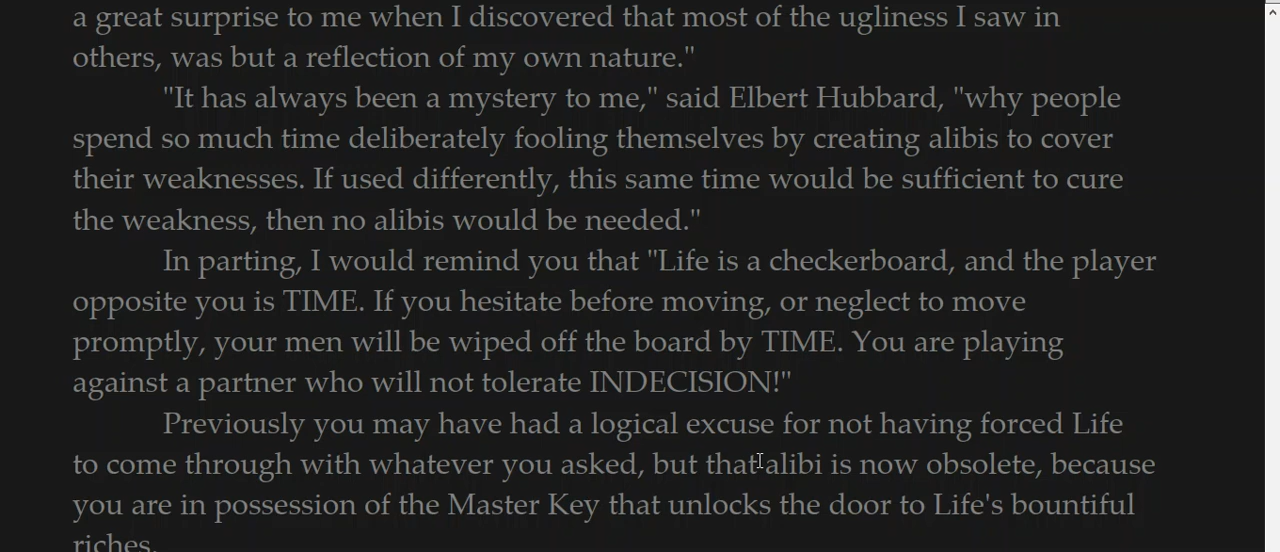 a great surprise to me when I discovered that most of the ugliness I saw in
others, was but a reflection of my own nature."
"It has always been a mystery to me," said Elbert Hubbard, "why people
spend so much time deliberately fooling themselves by creating alibis to cover
their weaknesses. If used differently, this same time would be sufficient to cure
the weakness, then no alibis would be needed."
In parting, I would remind you that "Life is a checkerboard, and the player
opposite you is TIME. If you hesitate before moving, or neglect to move
promptly, your men will be wiped off the board by TIME. You are playing
against a partner who will not tolerate INDECISION!"
Previously you may have had a logical excuse for not having forced Life
to come through with whatever you asked, but that alibi is now obsolete, because
you are in possession of the Master Key that unlocks the door to Life's bountiful
riches.